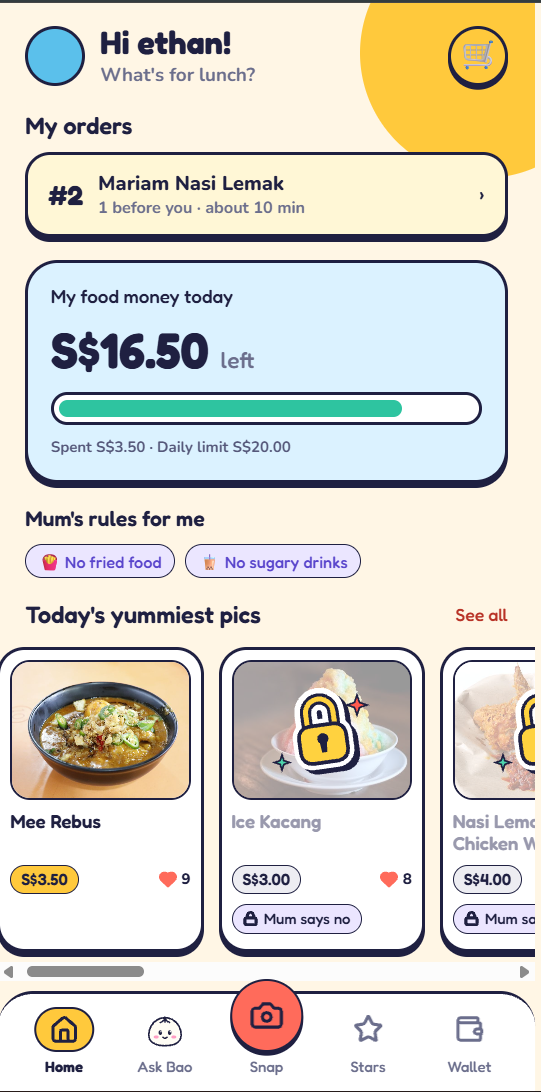 Hi ethan!
What's for lunch?
My orders
#2
Mariam Nasi Lemak
1 before you · about 10 min
›
My food money today
S$16.50 left
Spent S$3.50 · Daily limit S$20.00
Mum's rules for me
No fried food
No sugary drinks
Today's yummiest pics
See all
Mee Rebus
S$3.50
9
Ice Kacang
S$3.00
8
Mum says no
Nasi
Chicken
S$4.00
Mum
Home
Ask Bao
Snap
Stars
Wallet